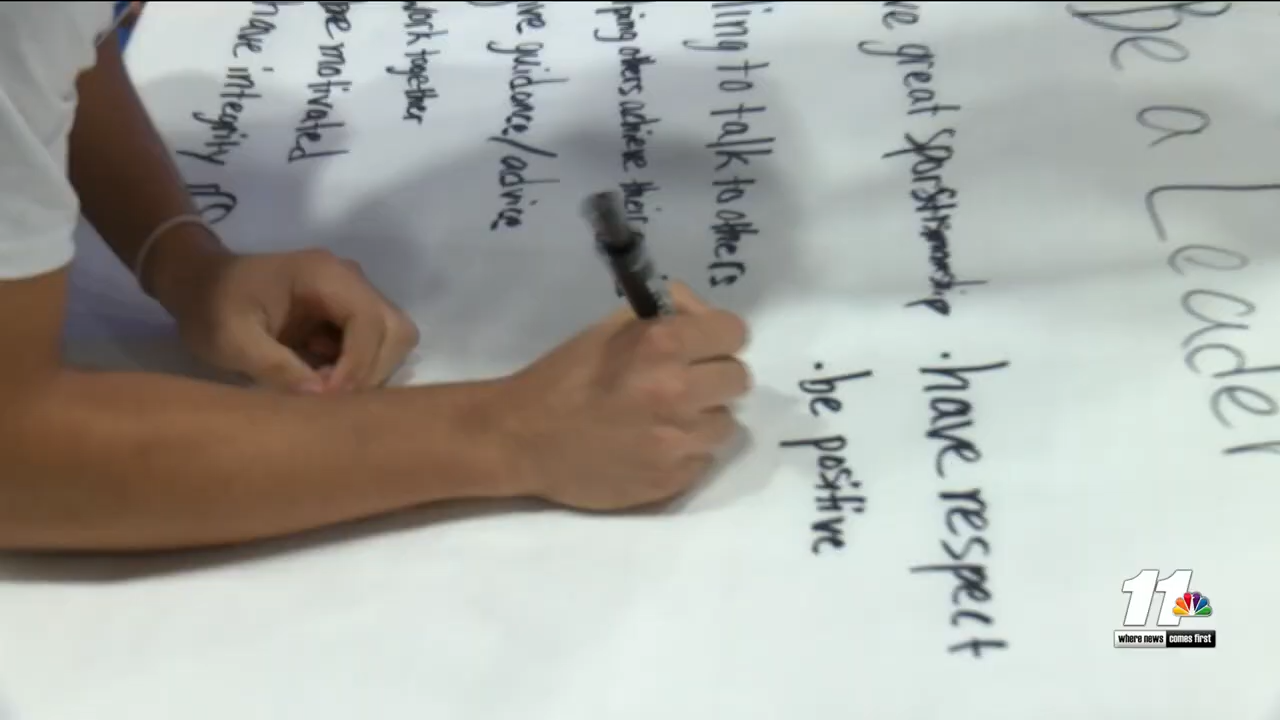 Be a Leader
ve great sportsmanship
· have respect
ling to talk to others
· be positive
ping others achieve their
ve guidance/advice
work together
be motivated
have integrity
11
where news comes first